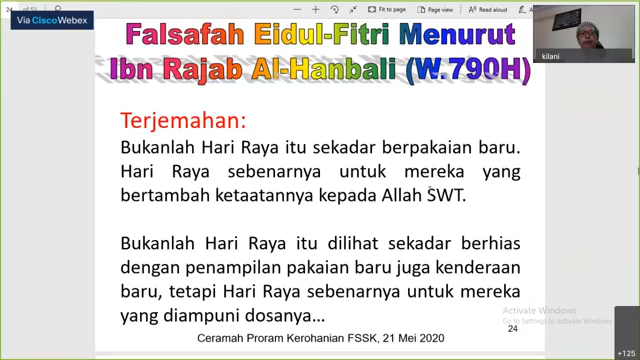 24
of 53
Fit to page
Page view
Read aloud
Via Cisco Webex
kilani
Falsafah Eidul-Fitri Menurut
Ibn Rajab Al-Hanbali (W.790H)
Terjemahan:
Bukanlah Hari Raya itu sekadar berpakaian baru.
Hari Raya sebenarnya untuk mereka yang
bertambah ketaatannya kepada Allah SWT.
Bukanlah Hari Raya itu dilihat sekadar berhias
dengan penampilan pakaian baru juga kenderaan
baru, tetapi Hari Raya sebenarnya untuk mereka
yang diampuni dosanya...
Activate Windows
Go to Settings to activate Windows.
24
Ceramah Proram Kerohanian FSSK, 21 Mei 2020
+125